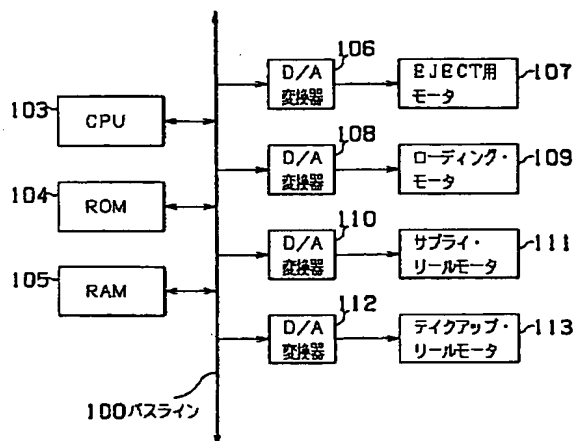 106
D/A
変換器
EJECT用
モータ
107
103
CPU
108
D/A
変換器
ローディング・
モータ
109
104
ROM
110
D/A
変換器
サプライ・
リールモータ
111
105
RAM
112
D/A
変換器
テイクアップ・
リールモータ
113
100バスライン